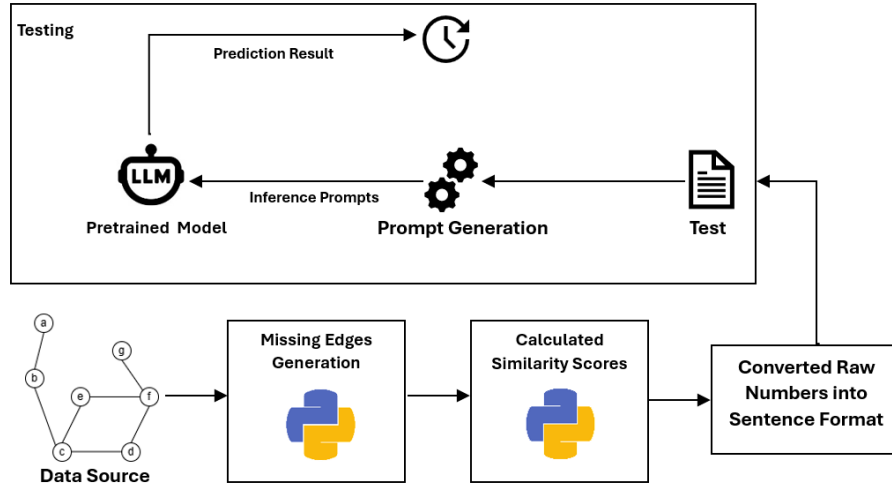 Testing
Prediction Result
LLM
Inference Prompts
Pretrained Model
Prompt Generation
Test
a
b
g
e
f
c
d
Data Source
Missing Edges
Generation
Calculated
Similarity Scores
Converted Raw
Numbers into
Sentence Format